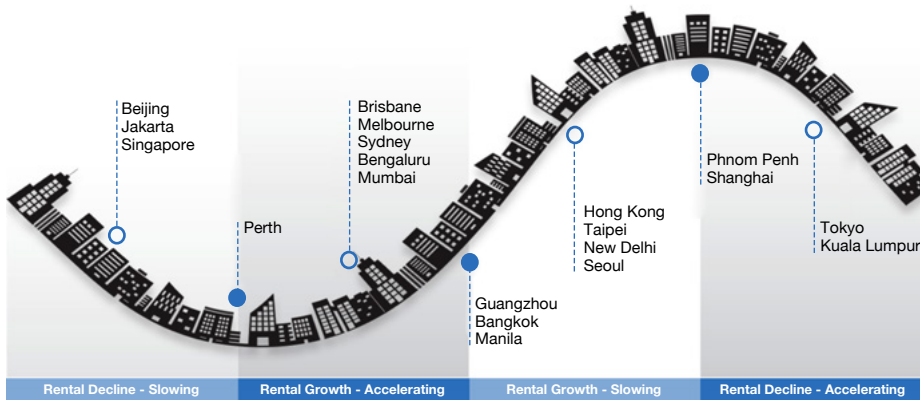 Beijing
Jakarta
Singapore
Perth
Brisbane
Melbourne
Sydney
Bengaluru
Mumbai
Guangzhou
Bangkok
Manila
Hong Kong
Taipei
New Delhi
Seoul
Phnom Penh
Shanghai
Tokyo
Kuala Lumpur
Rental Decline - Slowing
Rental Growth - Accelerating
Rental Growth - Slowing
Rental Decline - Accelerating